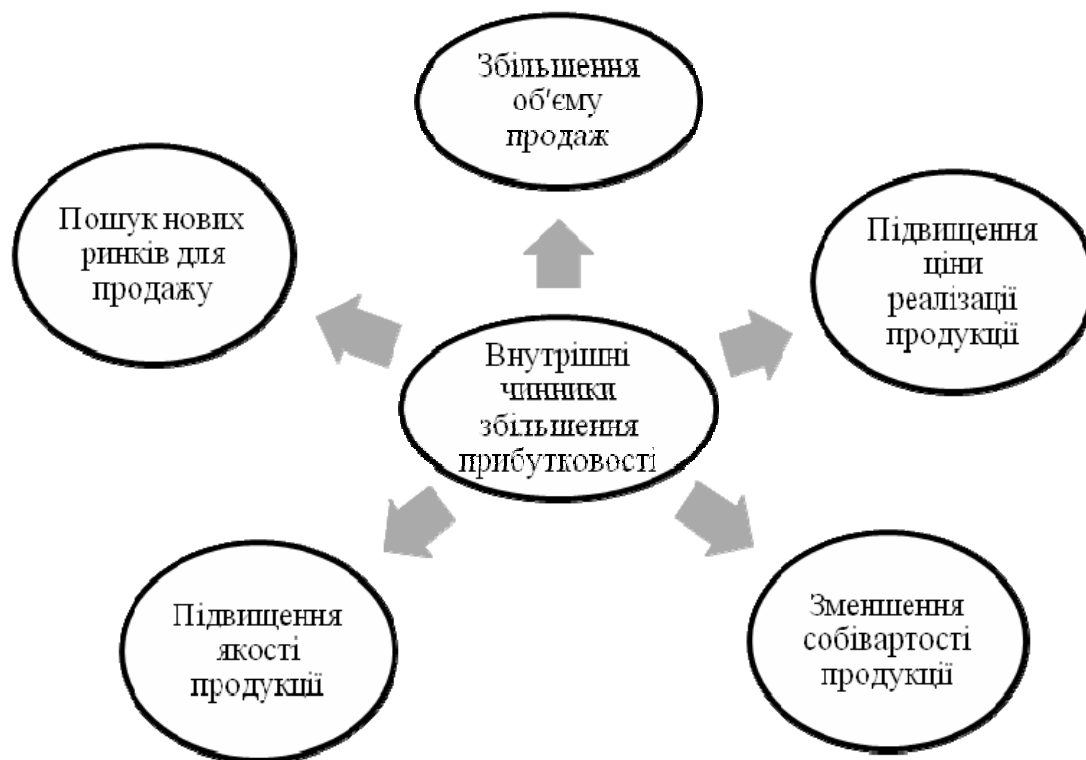 Збільшення
об'єму
продаж
Пошук нових
ринків для
продажу
Підвищення
ціни
реалізації
продукції
Внутрішні
чинники
збільшення
прибутковості
Підвищення
якості
продукції
Зменшення
собівартості
продукції